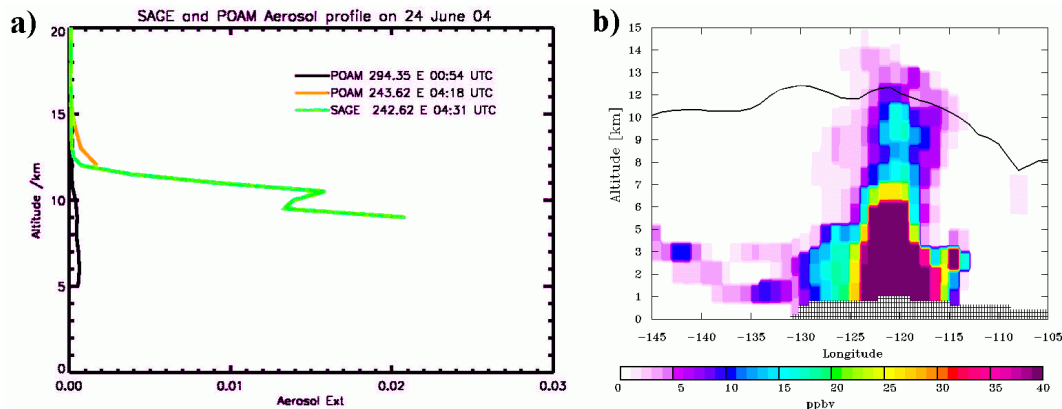 a)
SAGE and POAM Aerosol profile on 24 June 04
20
15
10
5
0
Altitude /km
POAM 294.35 E 00:54 UTC
POAM 243.62 E 04:18 UTC
SAGE 242.62 E 04:31 UTC
0.00 0.01 0.02 0.03
Aerosol Ext
b)
15
14
13
12
10
9
8
7
6
5
3
2
1
0
Altitude [km]
-145 -140 -135 -130 -125 -120 -115 -110 -105
Longitude
0 5 10 15 20 25 30 35 40
ppbv